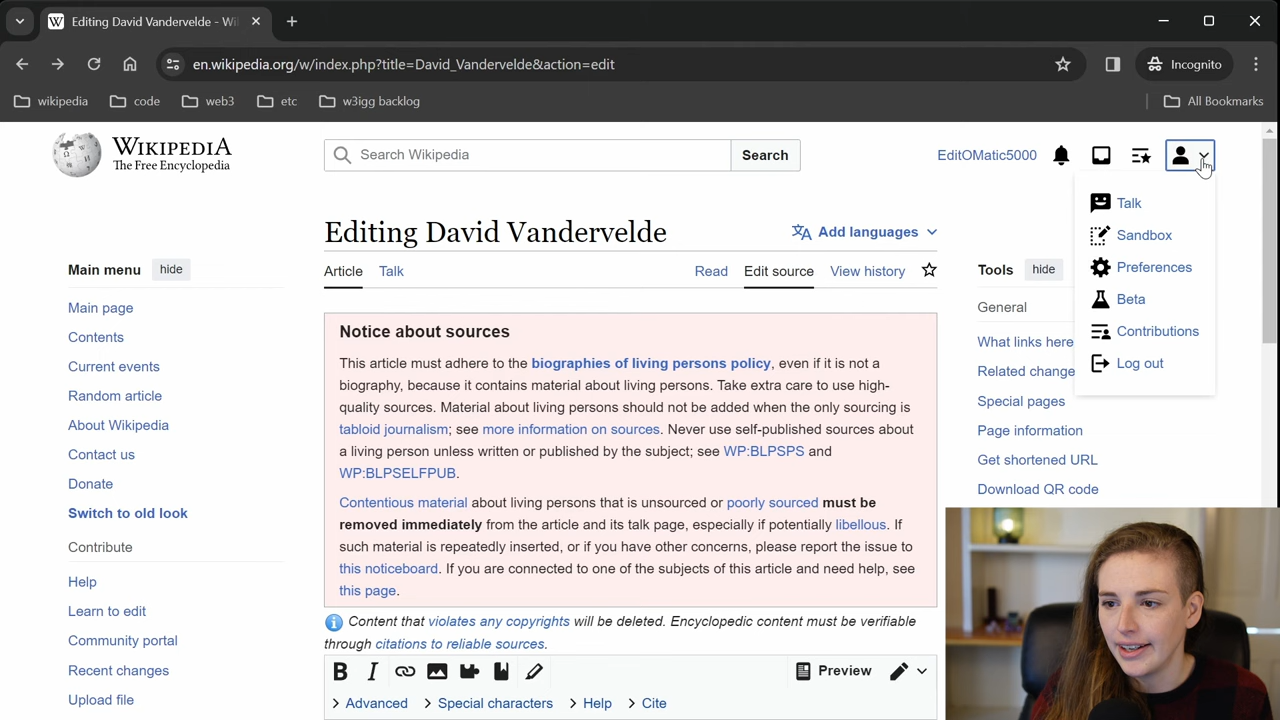 Editing David Vandervelde - Wi
en.wikipedia.org/w/index.php?title=David_Vandervelde&action=edit
Incognito
wikipedia
code
web3
etc
w3igg backlog
All Bookmarks
WIKIPEDIA
The Free Encyclopedia
Search Wikipedia
Search
EditOMatic5000
Talk
Sandbox
Preferences
Beta
Contributions
Log out
Editing David Vandervelde
Add languages
Article
Talk
Read
Edit source
View history
Main menu
hide
Main page
Contents
Current events
Random article
About Wikipedia
Contact us
Donate
Switch to old look
Contribute
Help
Learn to edit
Community portal
Recent changes
Upload file
Notice about sources
This article must adhere to the biographies of living persons policy, even if it is not a
biography, because it contains material about living persons. Take extra care to use high-
quality sources. Material about living persons should not be added when the only sourcing is
tabloid journalism; see more information on sources. Never use self-published sources about
a living person unless written or published by the subject; see WP:BLPSPS and
WP:BLPSELFPUB.
Contentious material about living persons that is unsourced or poorly sourced must be
removed immediately from the article and its talk page, especially if potentially libellous. If
such material is repeatedly inserted, or if you have other concerns, please report the issue to
this noticeboard. If you are connected to one of the subjects of this article and need help, see
this page.
Content that violates any copyrights will be deleted. Encyclopedic content must be verifiable
through citations to reliable sources.
B I
Preview
Advanced
Special characters
Help
Cite
Tools
hide
General
What links here
Related change
Special pages
Page information
Get shortened URL
Download QR code